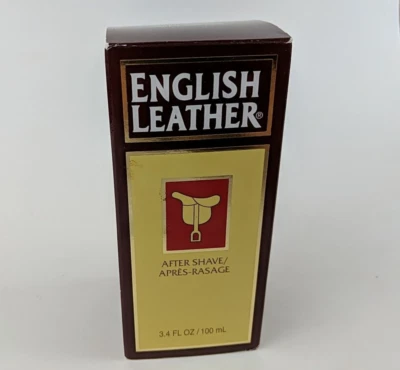 ENGLISH
LEATHER®
AFTER SHAVE/
APRÈS-RASAGE
3.4 FL OZ / 100 mL